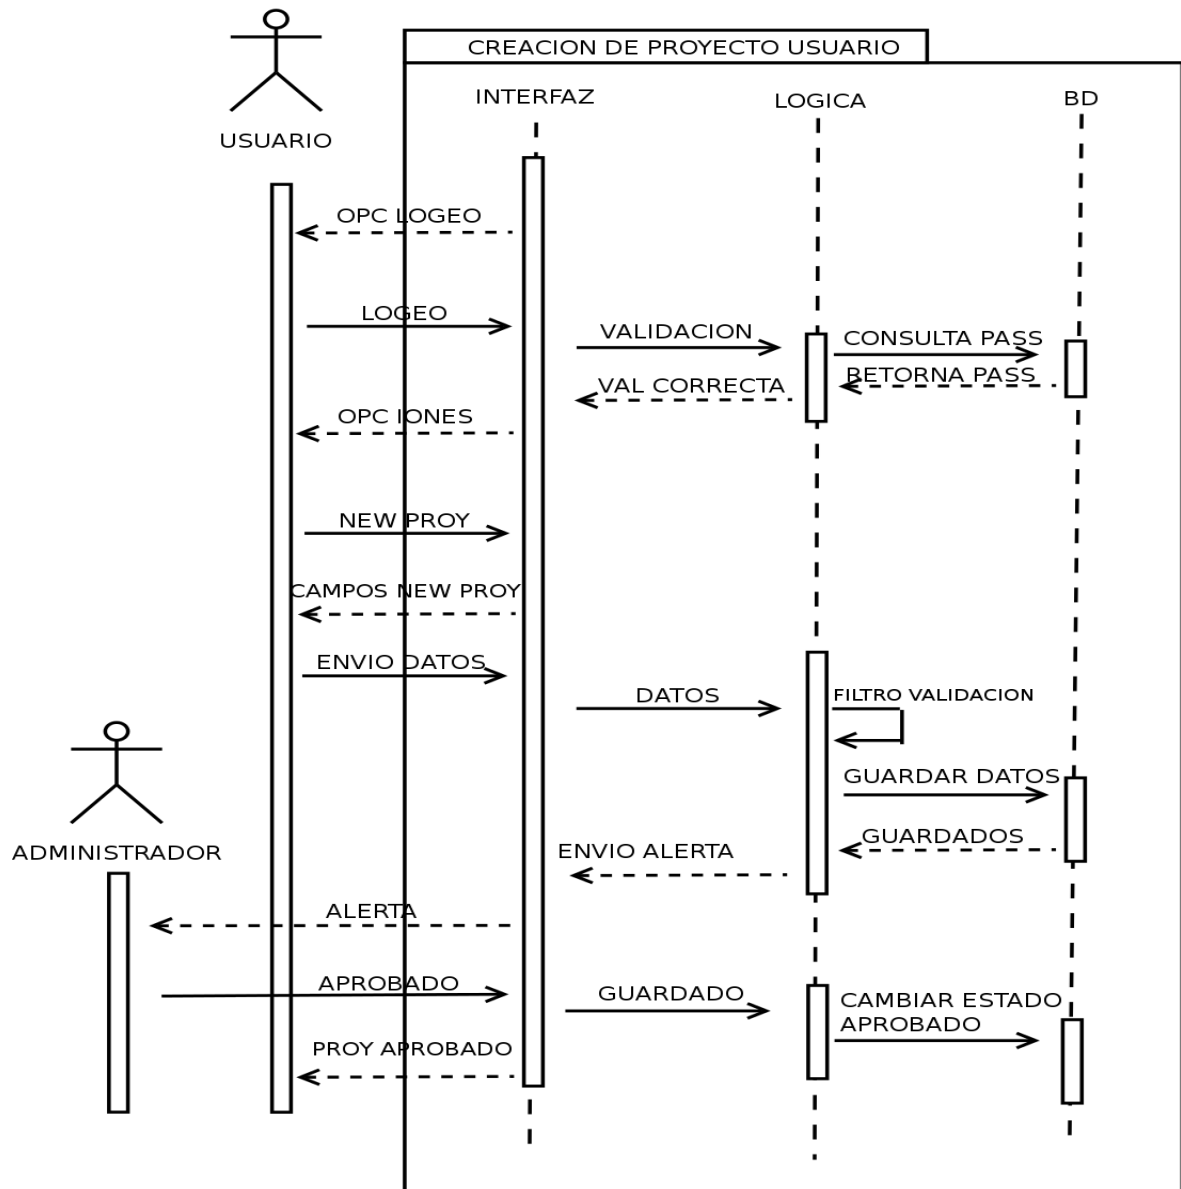 CREACION DE PROYECTO USUARIO
INTERFAZ
LOGICA
BD
USUARIO
OPC LOGEO
LOGEO
VALIDACION
CONSULTA PASS
RETORNA PASS
VAL CORRECTA
OPC IONES
NEW PROY
CAMPOS NEW PROY
ENVIO DATOS
DATOS
FILTRO VALIDACION
GUARDAR DATOS
GUARDADOS
ADMINISTRADOR
ENVIO ALERTA
ALERTA
APROBADO
GUARDADO
CAMBIAR ESTADO
APROBADO
PROY APROBADO